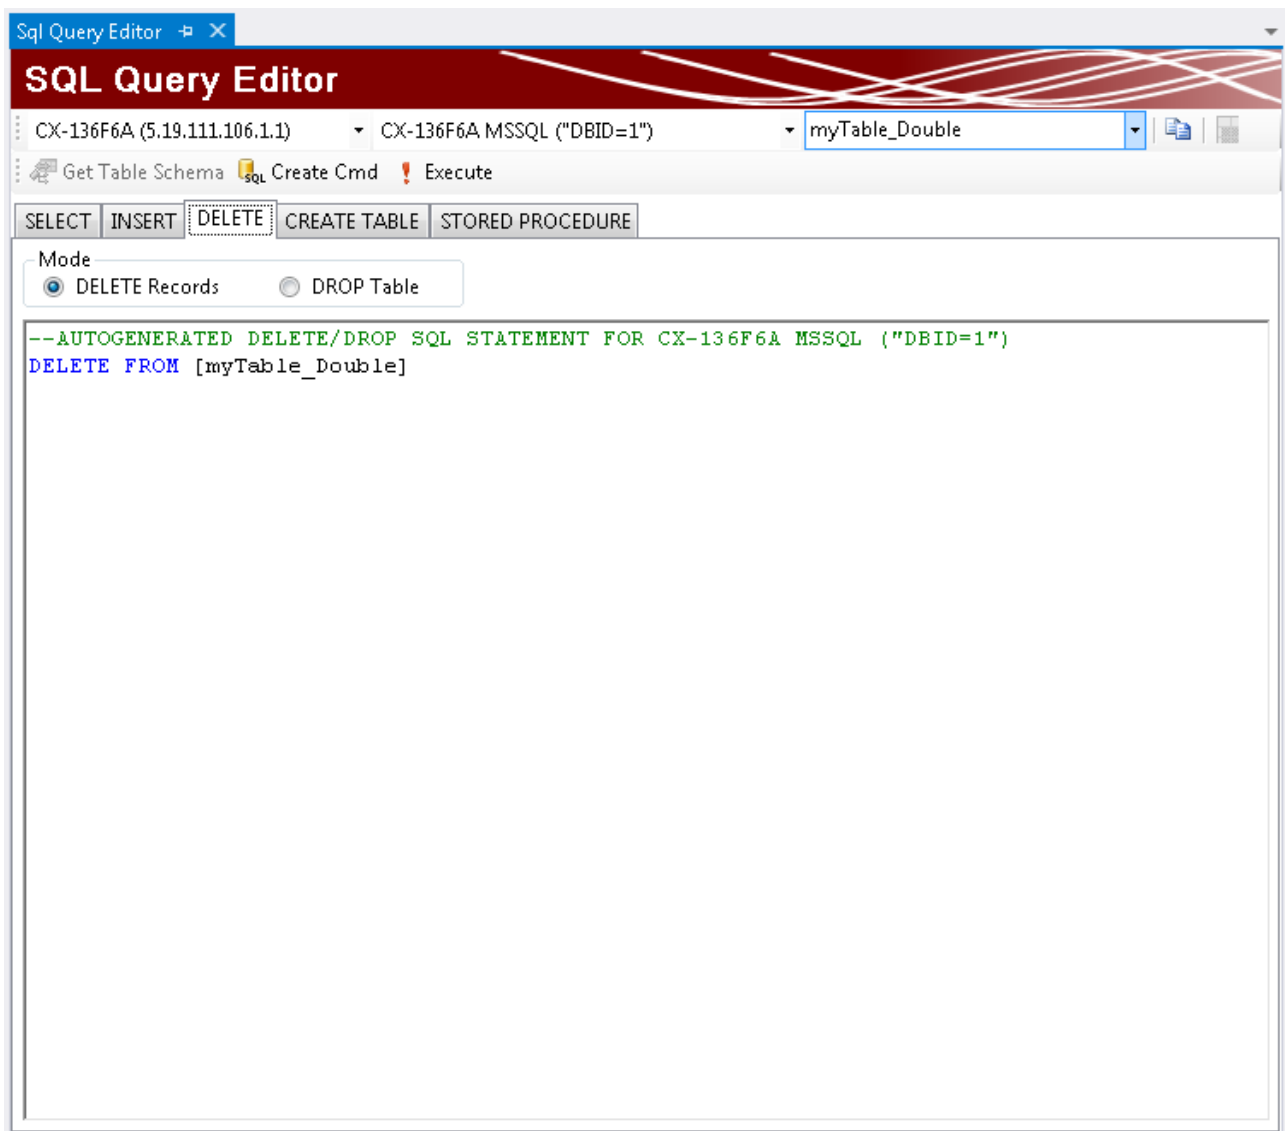 Sql Query Editor
SQL Query Editor
CX-136F6A (5.19.111.106.1.1) CX-136F6A MSSQL ("DBID=1") myTable_Double
Get Table Schema SQL Create Cmd Execute
SELECT INSERT DELETE CREATE TABLE STORED PROCEDURE
Mode
DELETE Records DROP Table
--AUTOGENERATED DELETE/DROP SQL STATEMENT FOR CX-136F6A MSSQL ("DBID=1")
DELETE FROM [myTable_Double]